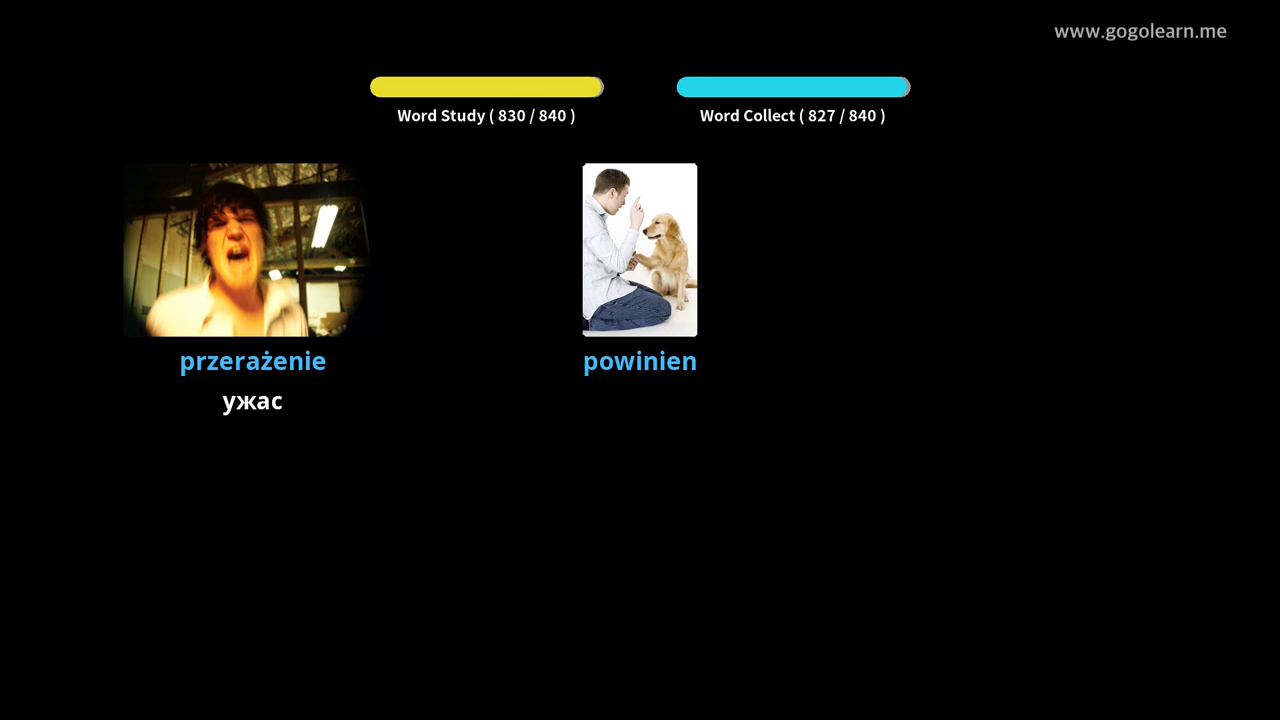 www.gogolearn.me
Word Study ( 830 / 840 )
Word Collect ( 827 / 840 )
przerażenie
ужас
powinien